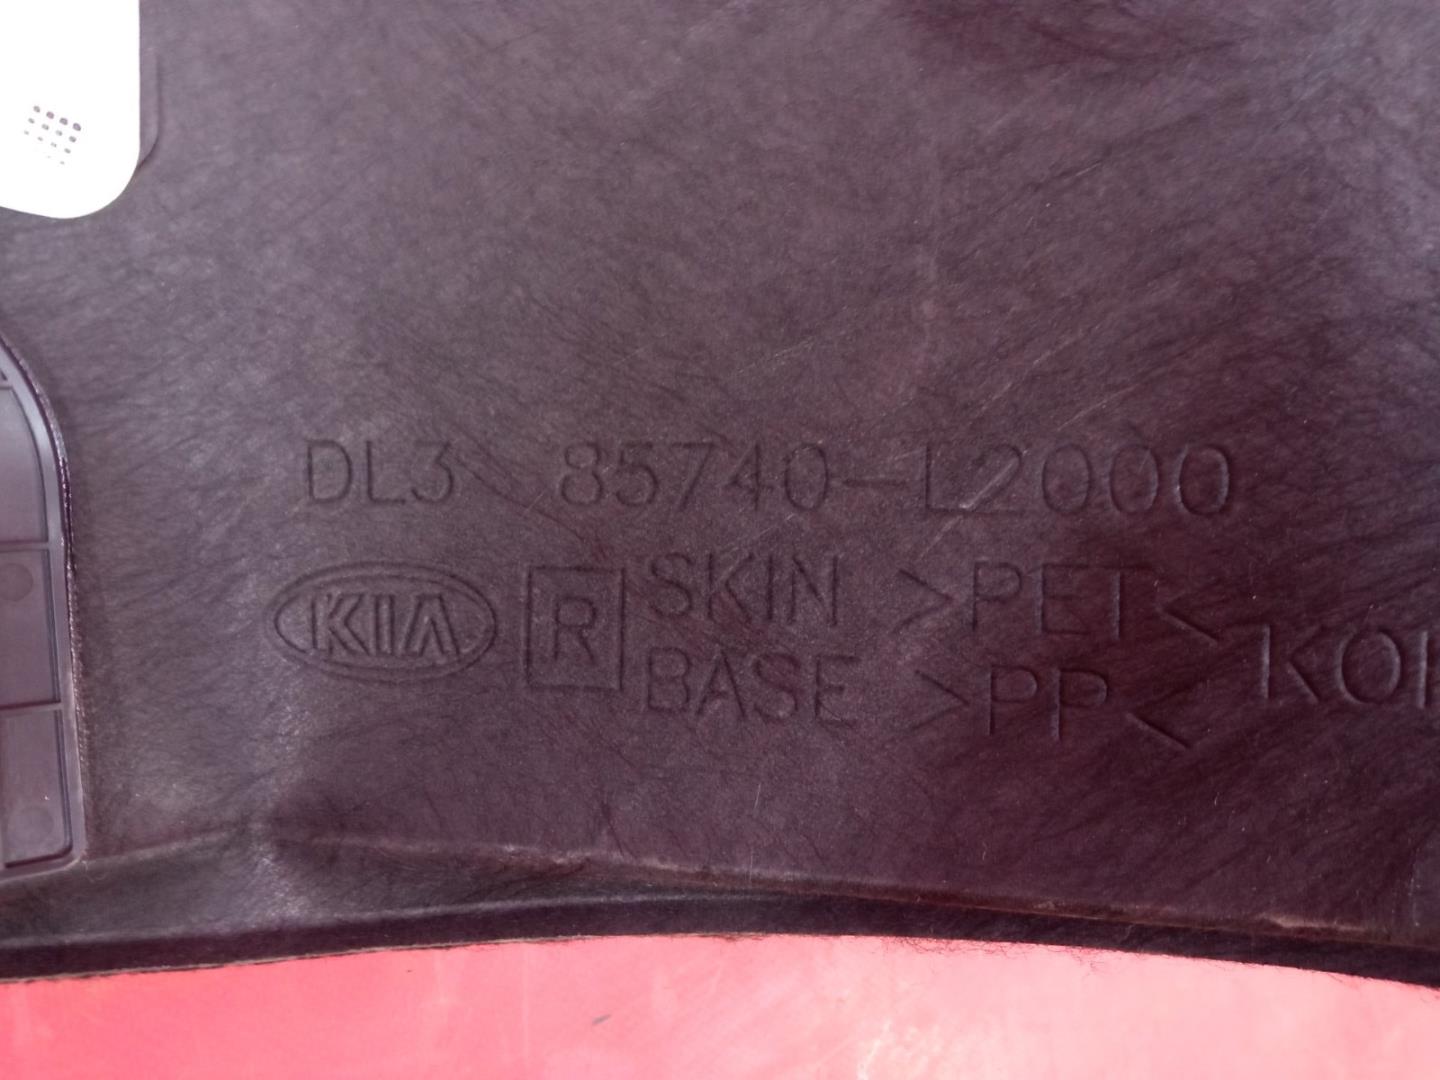 DL3 85740-L2000
KIA R SKIN >PET<
BASE >PP<